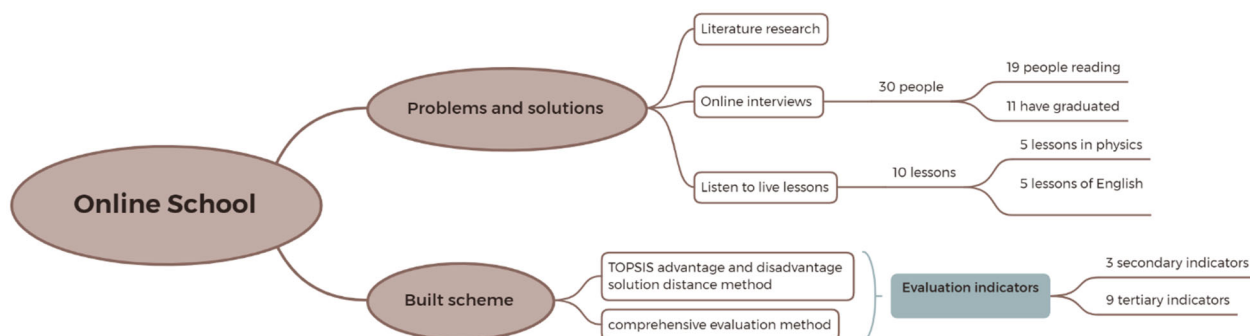 Online School
Problems and solutions
Literature research
Online interviews
30 people
19 people reading
11 have graduated
Listen to live lessons
10 lessons
5 lessons in physics
5 lessons of English
Built scheme
TOPSIS advantage and disadvantage
solution distance method
comprehensive evaluation method
Evaluation indicators
3 secondary indicators
9 tertiary indicators